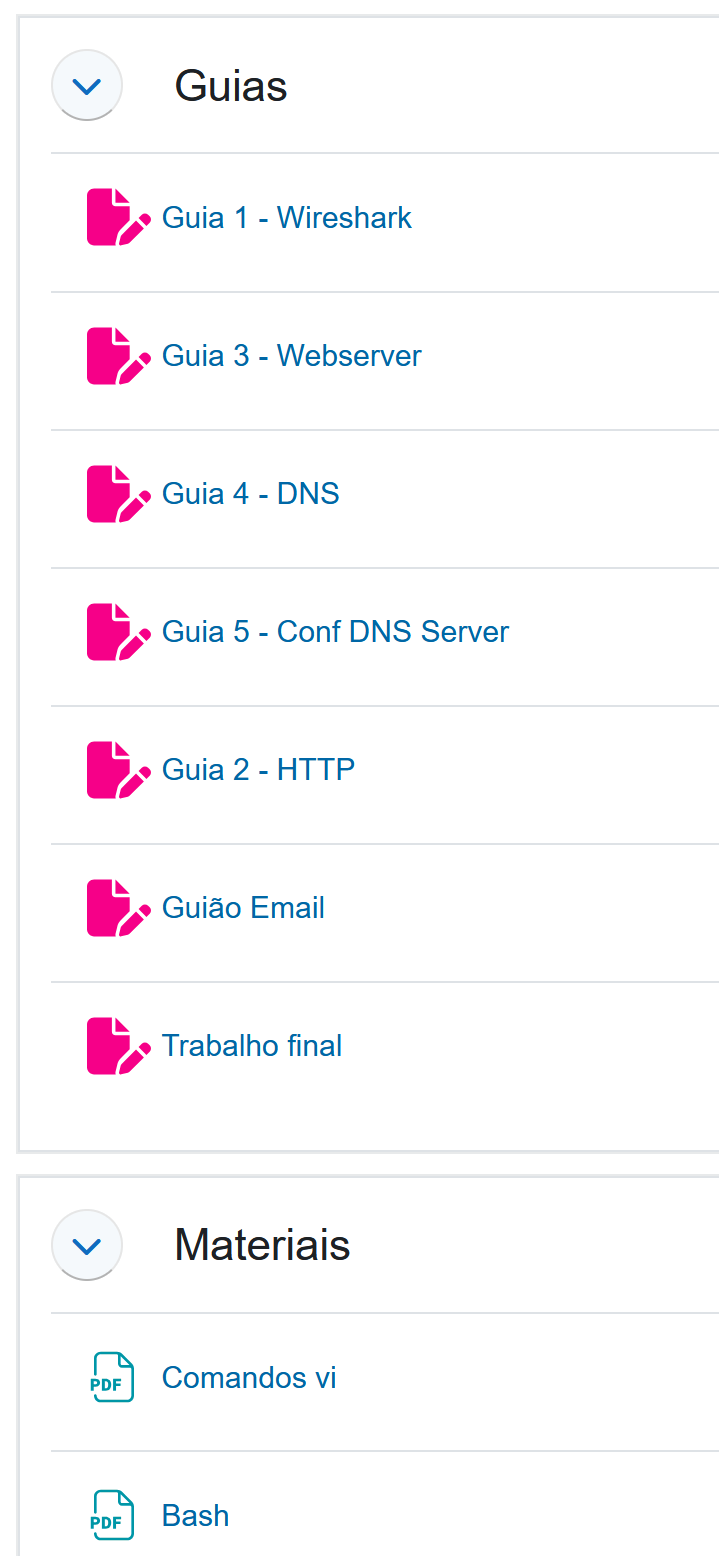 Guias
Guia 1 - Wireshark
Guia 3 - Webserver
Guia 4 - DNS
Guia 5 - Conf DNS Server
Guia 2 - HTTP
Guião Email
Trabalho final
Materiais
PDF Comandos vi
PDF Bash